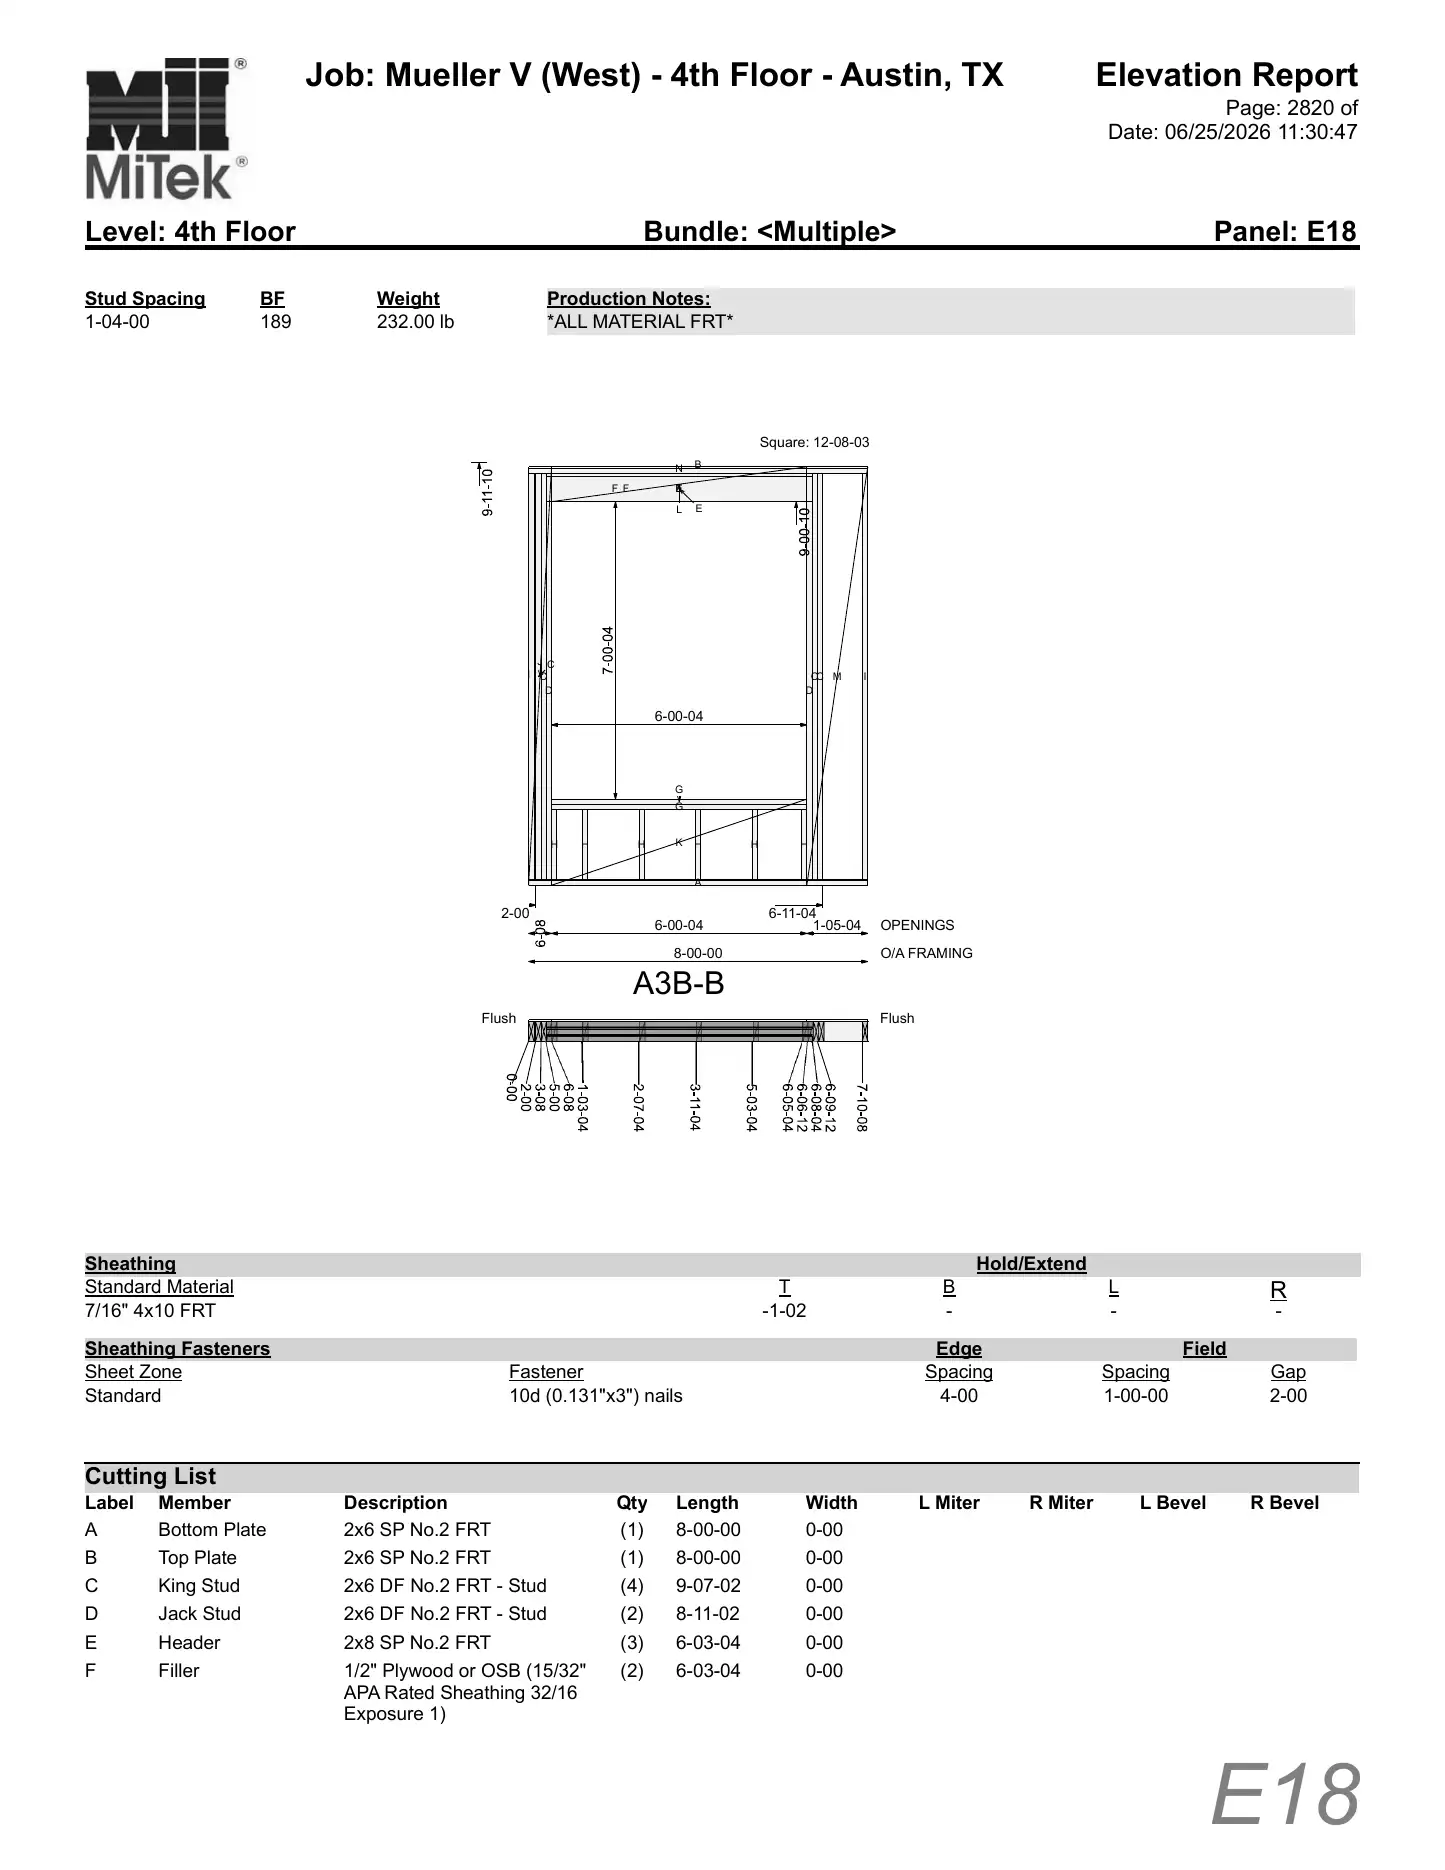 Job: Mueller V (West) - 4th Floor - Austin, TX
Elevation Report
Page: 2820 of
Date: 06/25/2026 11:30:47
MiTek®
Level: 4th Floor Bundle: <Multiple> Panel: E18
Stud Spacing BF Weight Production Notes:
1-04-00 189 232.00 lb *ALL MATERIAL FRT*
Square: 12-08-03
9-11-10
B
N
F F
E
L
9-00-10
7-00-04
C
C
D
6-00-04
C C M I
D
G
G
K
H H
A
2-00 6-11-04
6-08 6-00-04 1-05-04 OPENINGS
8-00-00 O/A FRAMING
A3B-B
Flush Flush
0-00 2-00 3-08 5-00 6-08 1-03-04 2-07-04 3-11-04 5-03-04 6-05-04 6-06-12 6-08-04 6-09-12 7-10-08
Sheathing Hold/Extend
Standard Material T B L R
7/16" 4x10 FRT -1-02 - - -
Sheathing Fasteners Edge Field
Sheet Zone Fastener Spacing Spacing Gap
Standard 10d (0.131"x3") nails 4-00 1-00-00 2-00
Cutting List
Label Member Description Qty Length Width L Miter R Miter L Bevel R Bevel
A Bottom Plate 2x6 SP No.2 FRT (1) 8-00-00 0-00
B Top Plate 2x6 SP No.2 FRT (1) 8-00-00 0-00
C King Stud 2x6 DF No.2 FRT - Stud (4) 9-07-02 0-00
D Jack Stud 2x6 DF No.2 FRT - Stud (2) 8-11-02 0-00
E Header 2x8 SP No.2 FRT (3) 6-03-04 0-00
F Filler 1/2" Plywood or OSB (15/32" (2) 6-03-04 0-00
APA Rated Sheathing 32/16
Exposure 1)
E18